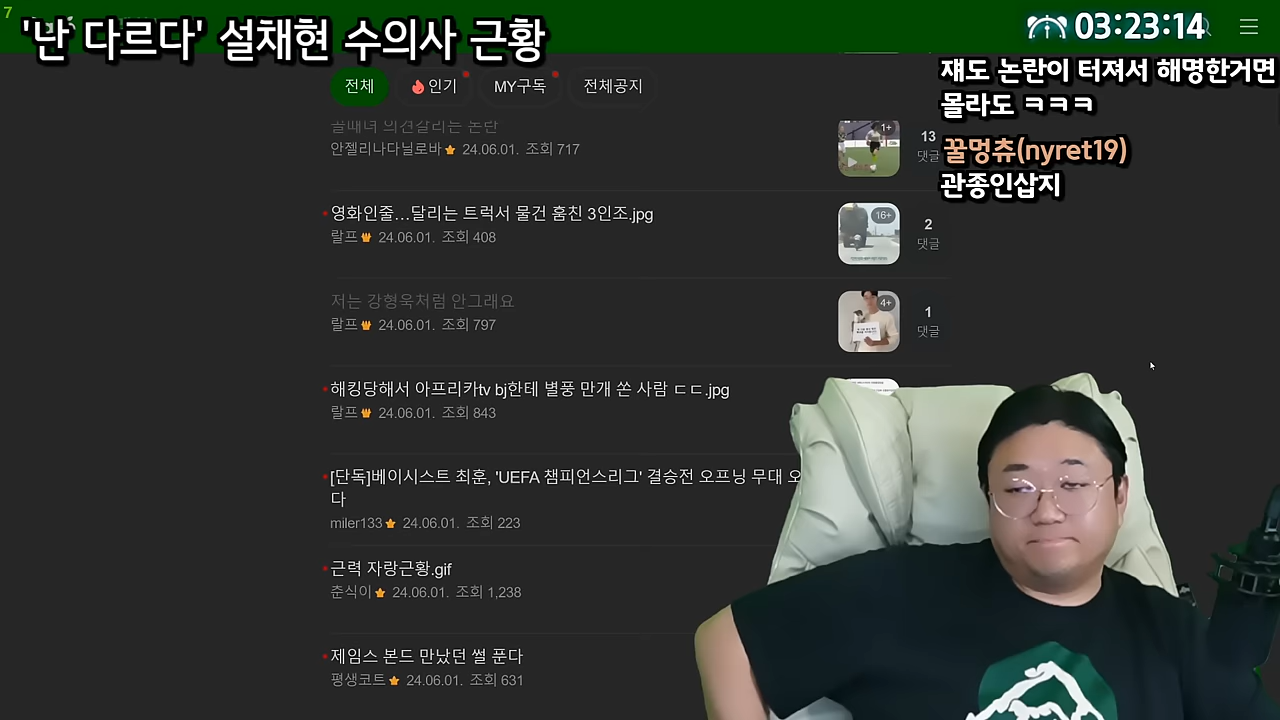 7
'난 다르다' 설채현 수의사 근황
03:23:14
쟤도 논란이 터져서 해명한거면
몰라도 ㅋㅋㅋ
꿀멍츄(nyret19)
관종인삽지
전체
인기
MY구독
전체공지
골때녀 의견갈리는 논란
안젤리나다닐로바 24.06.01. 조회 717
1+
13
댓글
영화인줄...달리는 트럭서 물건 훔친 3인조.jpg
랄프 24.06.01. 조회 408
16+
2
댓글
저는 강형욱처럼 안그래요
랄프 24.06.01. 조회 797
4+
1
댓글
해킹당해서 아프리카tv bj한테 별풍 만개 쏜 사람 ㄷㄷ.jpg
랄프 24.06.01. 조회 843
[단독]베이시스트 최훈, 'UEFA 챔피언스리그' 결승전 오프닝 무대 오
다
miler133 24.06.01. 조회 223
근력 자랑근황.gif
춘식이 24.06.01. 조회 1,238
제임스 본드 만났던 썰 푼다
평생코트 24.06.01. 조회 631